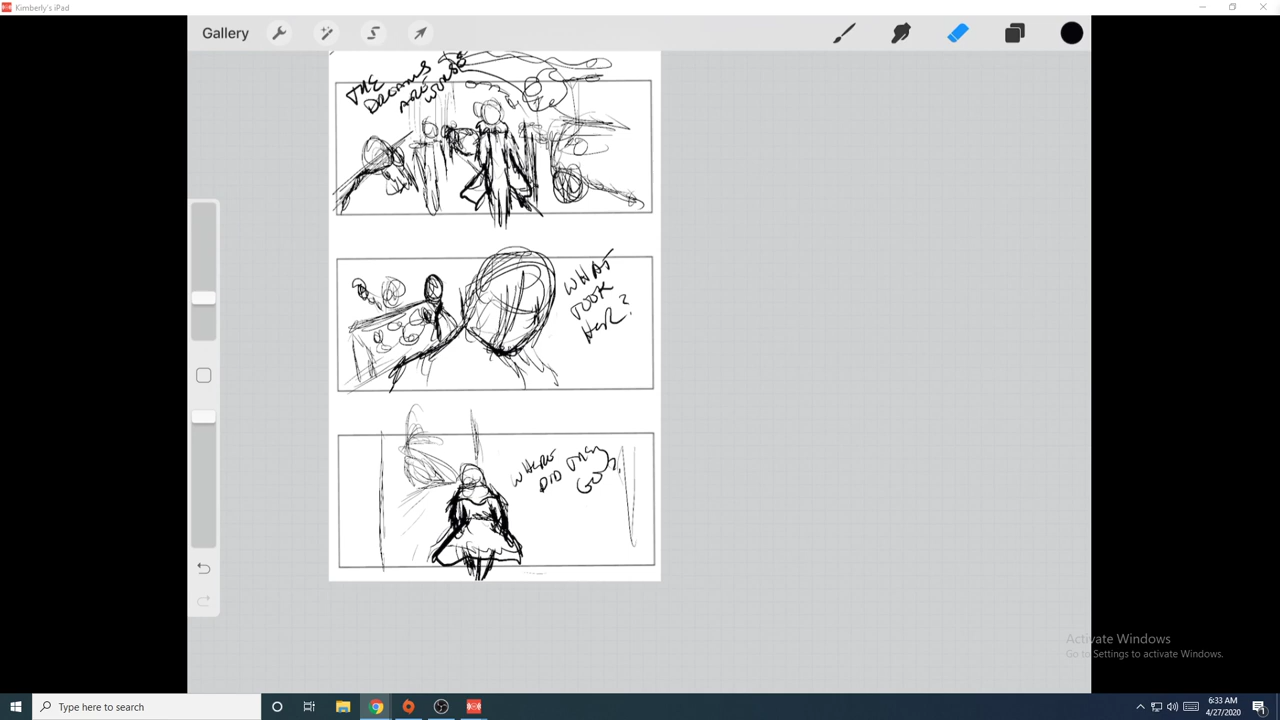 Kimberly's iPad
Gallery
THE
DREAMS
ARE
WORSE
WHAT
TOOK
HER?
WHERE
DID THEY
GO?
Activate Windows
Go to Settings to activate Windows.
Type here to search
6:33 AM
4/27/2020